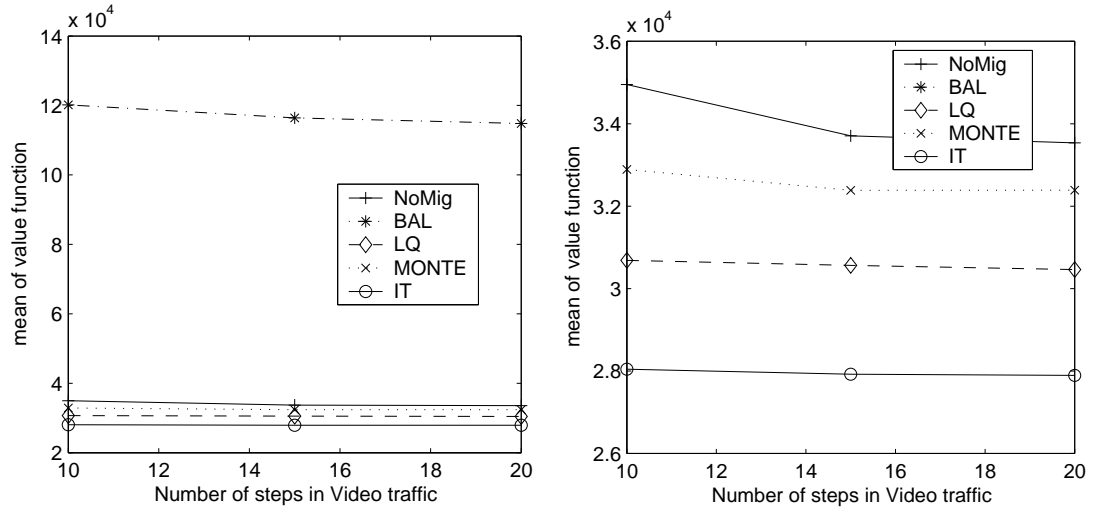 x 10^4
14
12
10
8
6
4
2
10
12
14
16
18
20
mean of value function
Number of steps in Video traffic
NoMig
BAL
LQ
MONTE
IT
x 10^4
3.6
3.4
3.2
3
2.8
2.6
10
12
14
16
18
20
mean of value function
Number of steps in Video traffic
NoMig
BAL
LQ
MONTE
IT